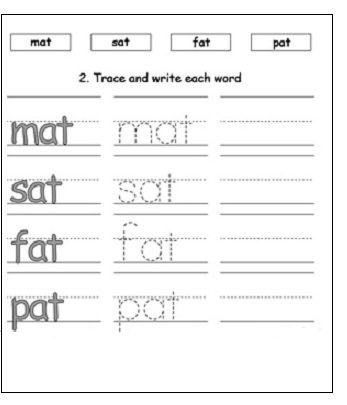 mat sat fat pat
2. Trace and write each word
mat mat
sat sat
fat fat
pat pat